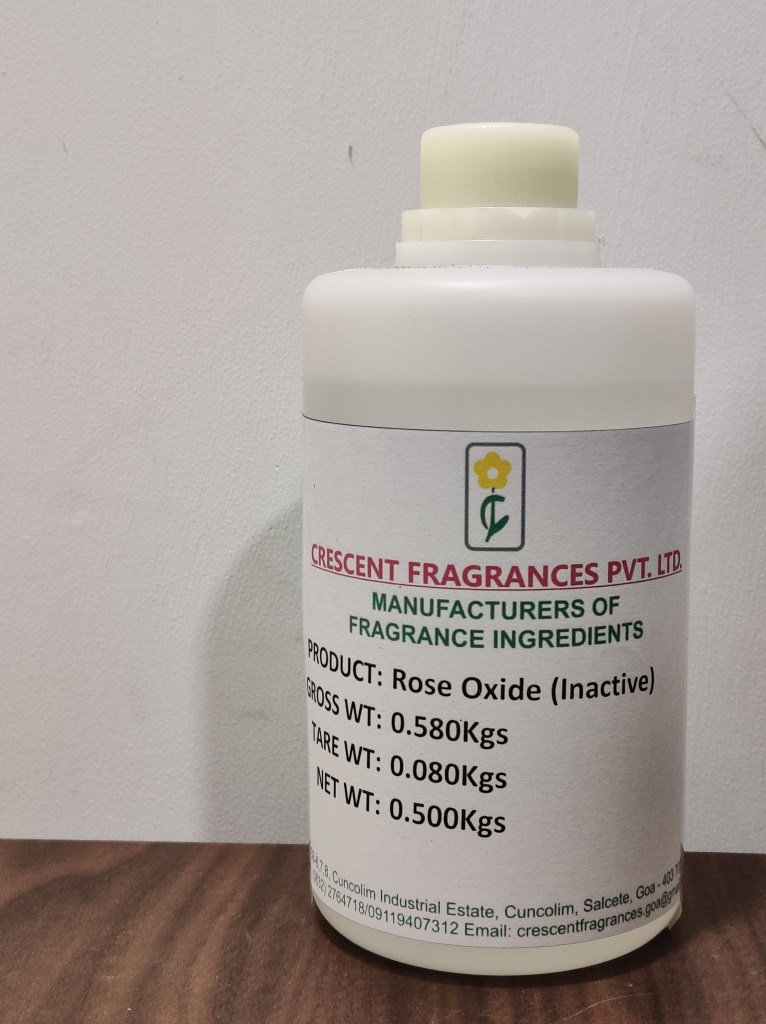 CRESCENT FRAGRANCES PVT. LTD.
MANUFACTURERS OF
FRAGRANCE INGREDIENTS
PRODUCT: Rose Oxide (Inactive)
GROSS WT: 0.580Kgs
TARE WT: 0.080Kgs
NET WT: 0.500Kgs
Cuncolim Industrial Estate, Cuncolim, Salcete, Goa - 403
2764718/09119407312 Email: